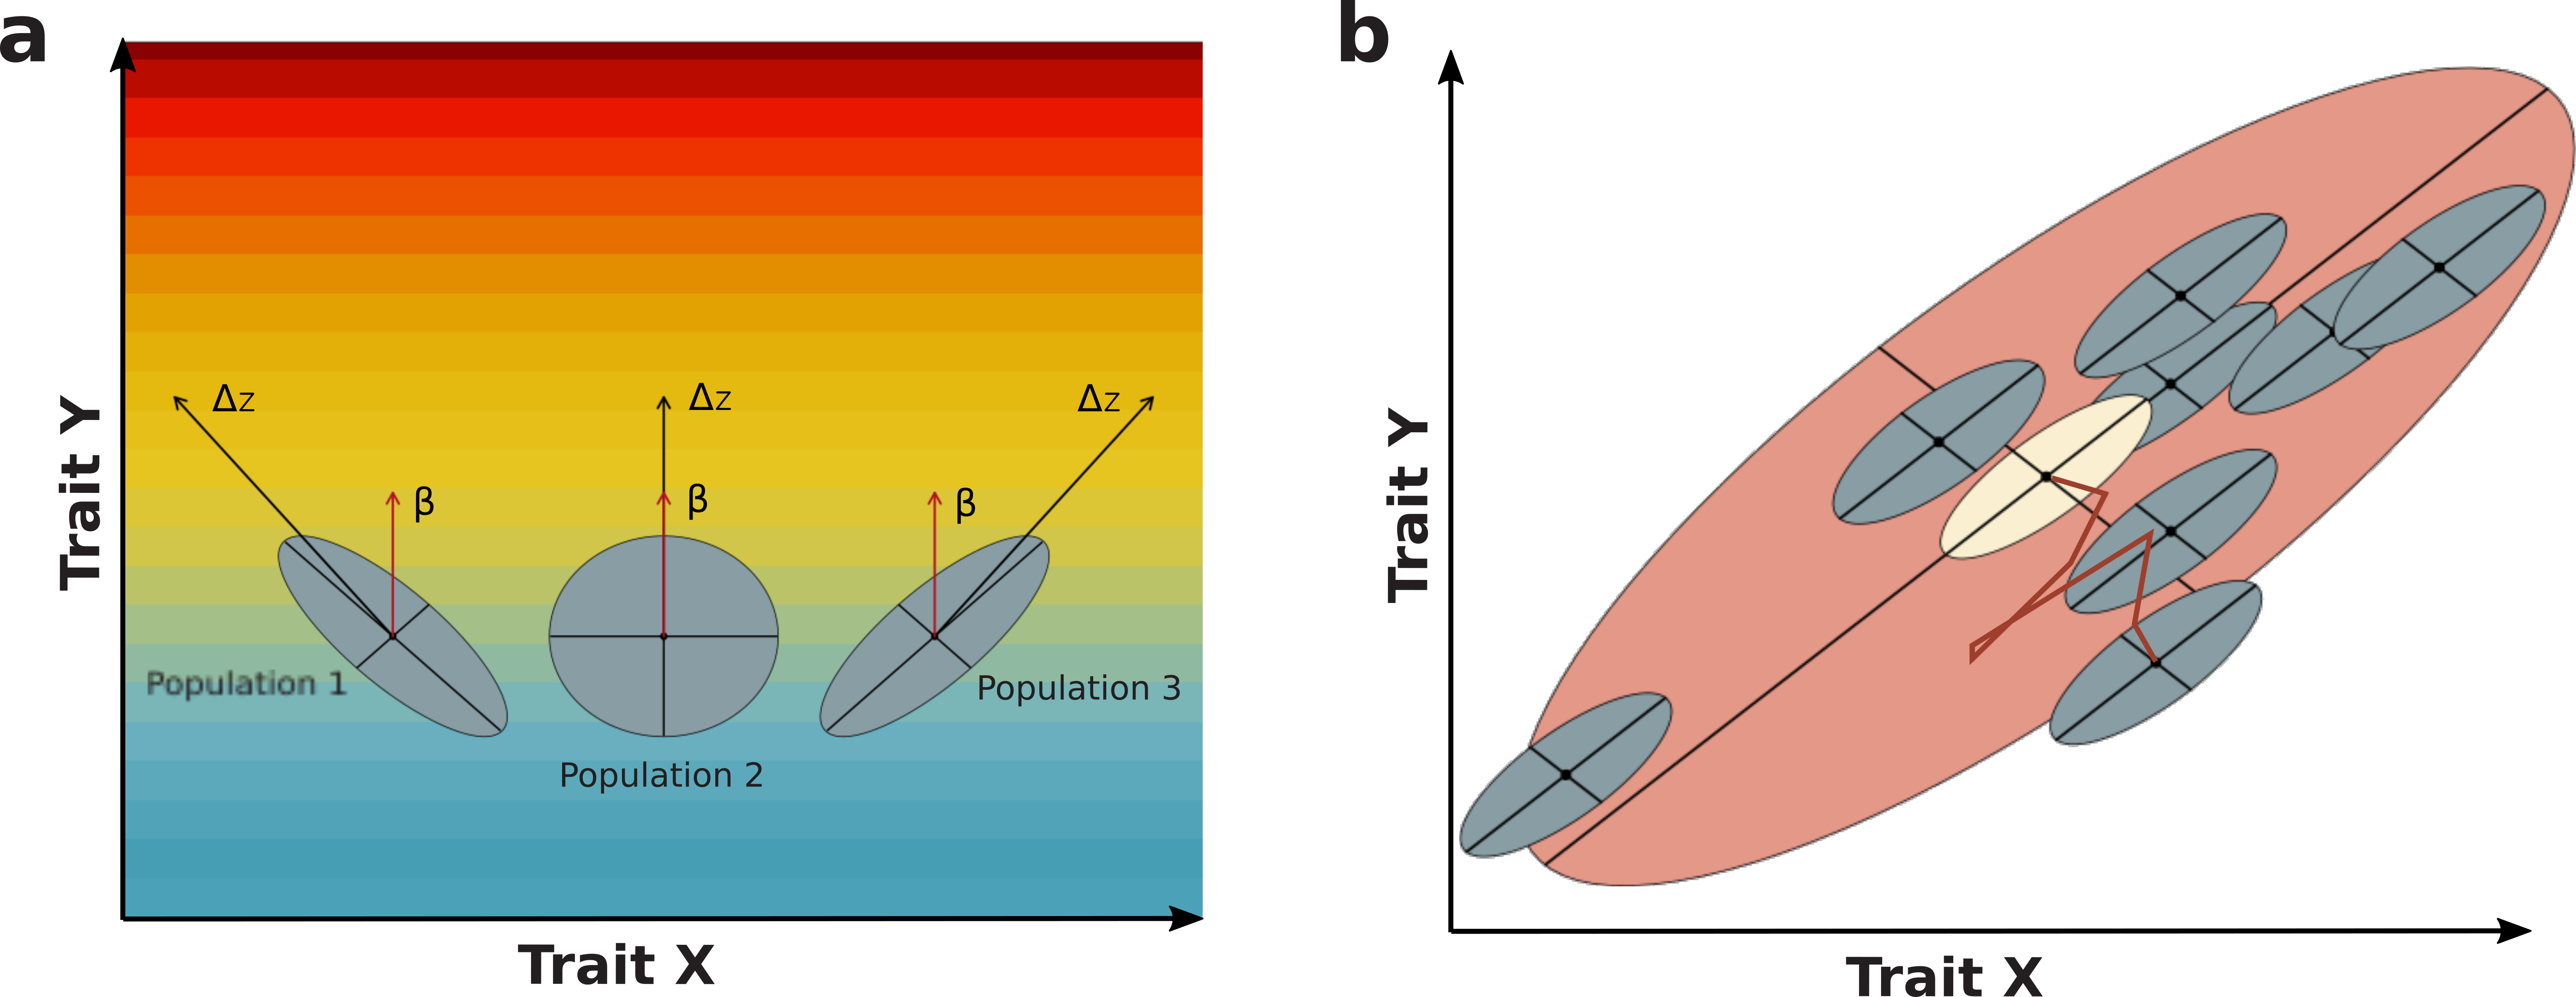 a
Trait Y
Δz
Δz
Δz
β
β
β
Population 1
Population 3
Population 2
Trait X
b
Trait Y
Trait X